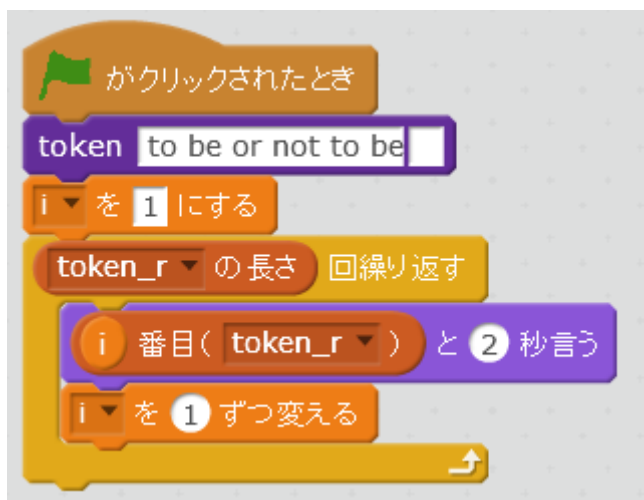 がクリックされたとき
token to be or not to be
i を 1 にする
token_r の長さ 回繰り返す
i 番目( token_r ) と 2 秒言う
i を 1 ずつ変える